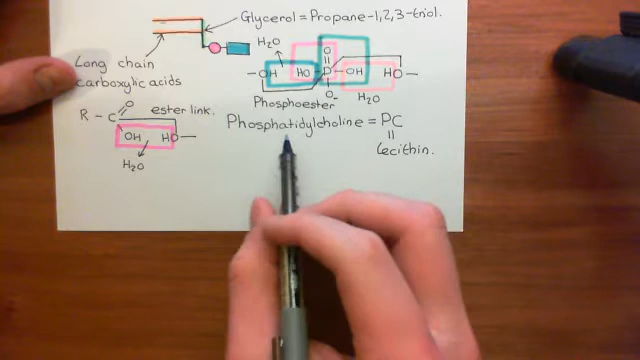 Glycerol = Propane-1,2,3-triol.
H₂O
Long chain
carboxylic acids
O
-OH HO-P-OH HO-
O⁻
H₂O
Phosphoester
R-C O ester link.
OH HO-
H₂O
Phosphatidylcholine = PC
=
Lecithin.